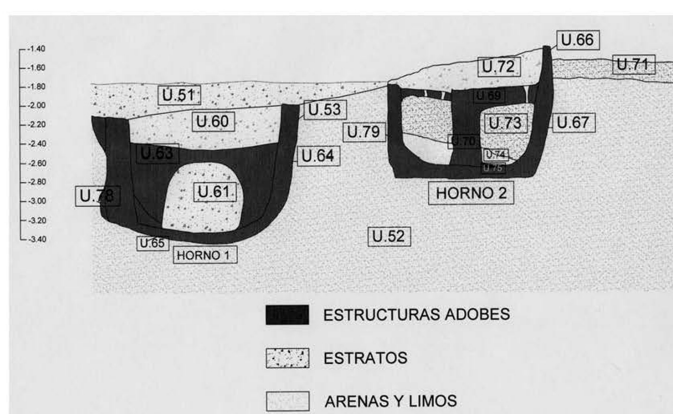 -1.40
-1.60
-1.80
-2.00
-2.20
-2.40
-2.60
-2.80
-3.00
-3.20
-3.40
U.66
U.72
U.71
U.51
U.69
U.53
U.60
U.79
U.73
U.67
U.70
U.63
U.64
U.74
U.75
U.78
U.61
HORNO 2
U.65
HORNO 1
U.52
ESTRUCTURAS ADOBES
ESTRATOS
ARENAS Y LIMOS